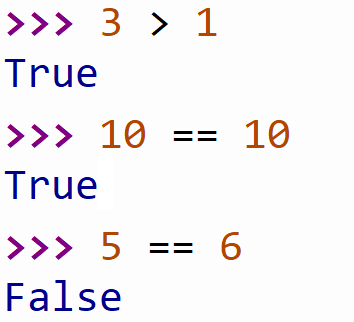 >>> 3 > 1
True
>>> 10 == 10
True
>>> 5 == 6
False